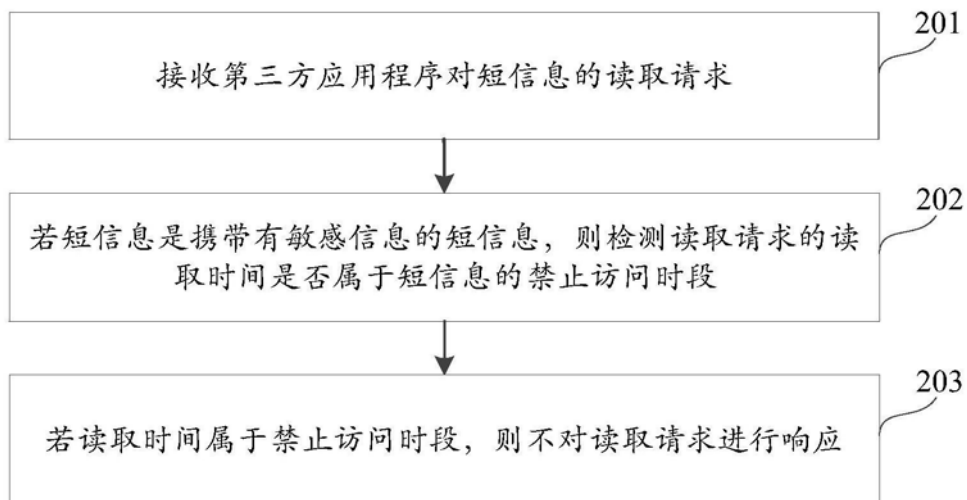 201
接收第三方应用程序对短信息的读取请求
202
若短信息是携带有敏感信息的短信息，则检测读取请求的读
取时间是否属于短信息的禁止访问时段
203
若读取时间属于禁止访问时段，则不对读取请求进行响应